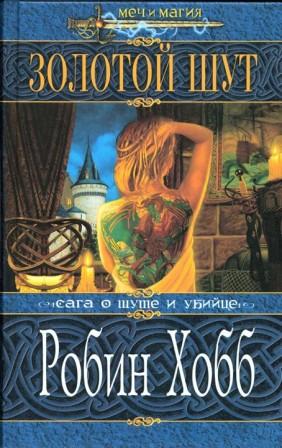 МЕЧ И МАГИЯ
ЗОЛОТОЙ ШУТ
САГА О ШУТЕ И УБИЙЦЕ
Робин Хобб